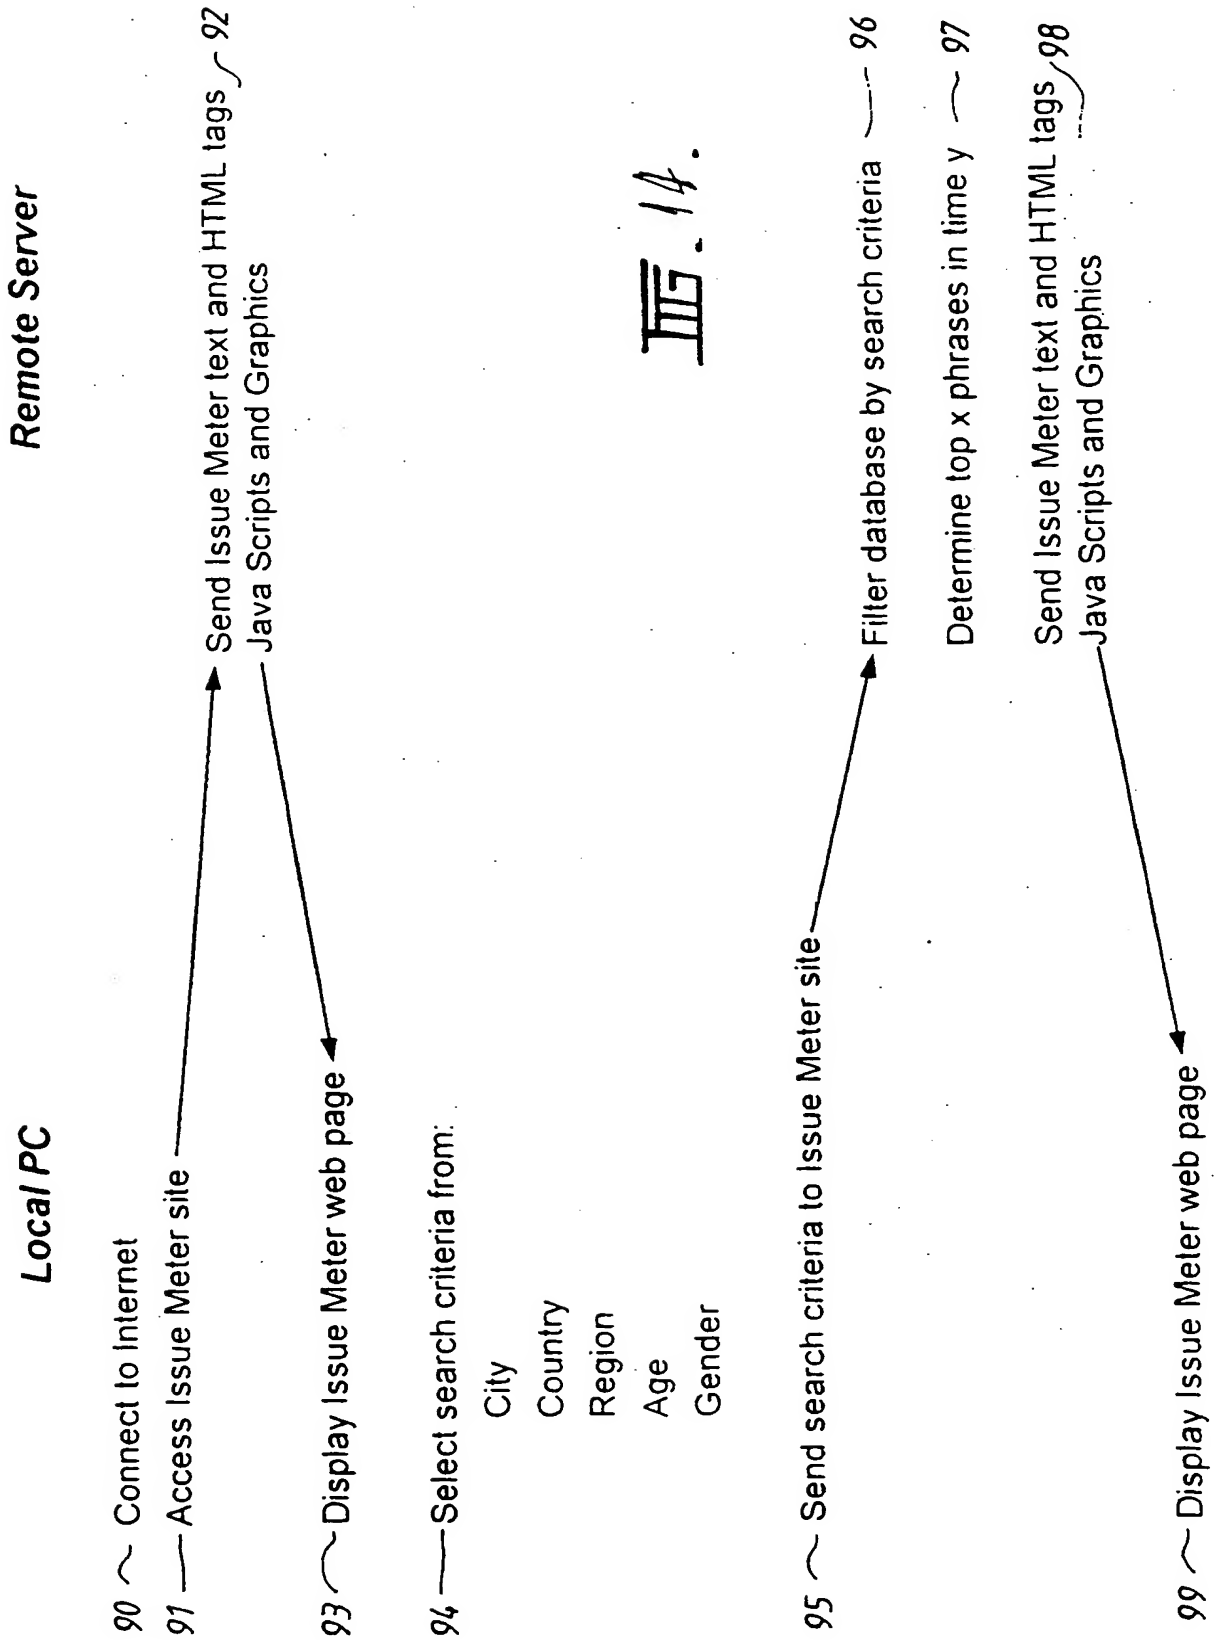 Local PC
Remote Server
90 Connect to Internet
91 Access Issue Meter site
Send Issue Meter text and HTML tags 92
Java Scripts and Graphics
93 Display Issue Meter web page
94 Select search criteria from:
City
Country
Region
Age
Gender
FIG. 14.
95 Send search criteria to Issue Meter site
Filter database by search criteria 96
Determine top x phrases in time y 97
Send Issue Meter text and HTML tags 98
Java Scripts and Graphics
99 Display Issue Meter web page